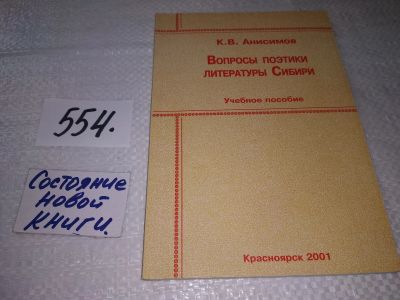 К.В. Анисимов
Вопросы поэтики
литературы Сибири
Учебное пособие
Красноярск 2001
554.
Состояние
новой
книги.